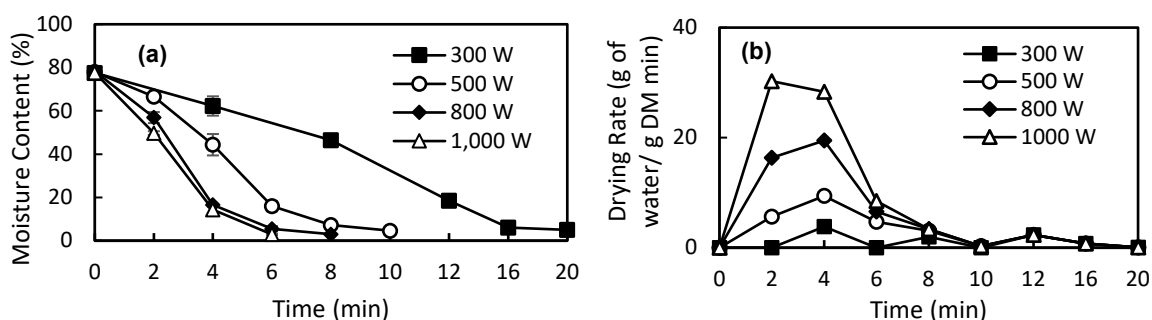 (a)
Moisture Content (%)
100
80
60
40
20
0
0 2 4 6 8 10 12 16 20
Time (min)
300 W
500 W
800 W
1,000 W
(b)
Drying Rate (g of
water/ g DM min)
40
20
0
0 2 4 6 8 10 12 16 20
Time (min)
300 W
500 W
800 W
1000 W